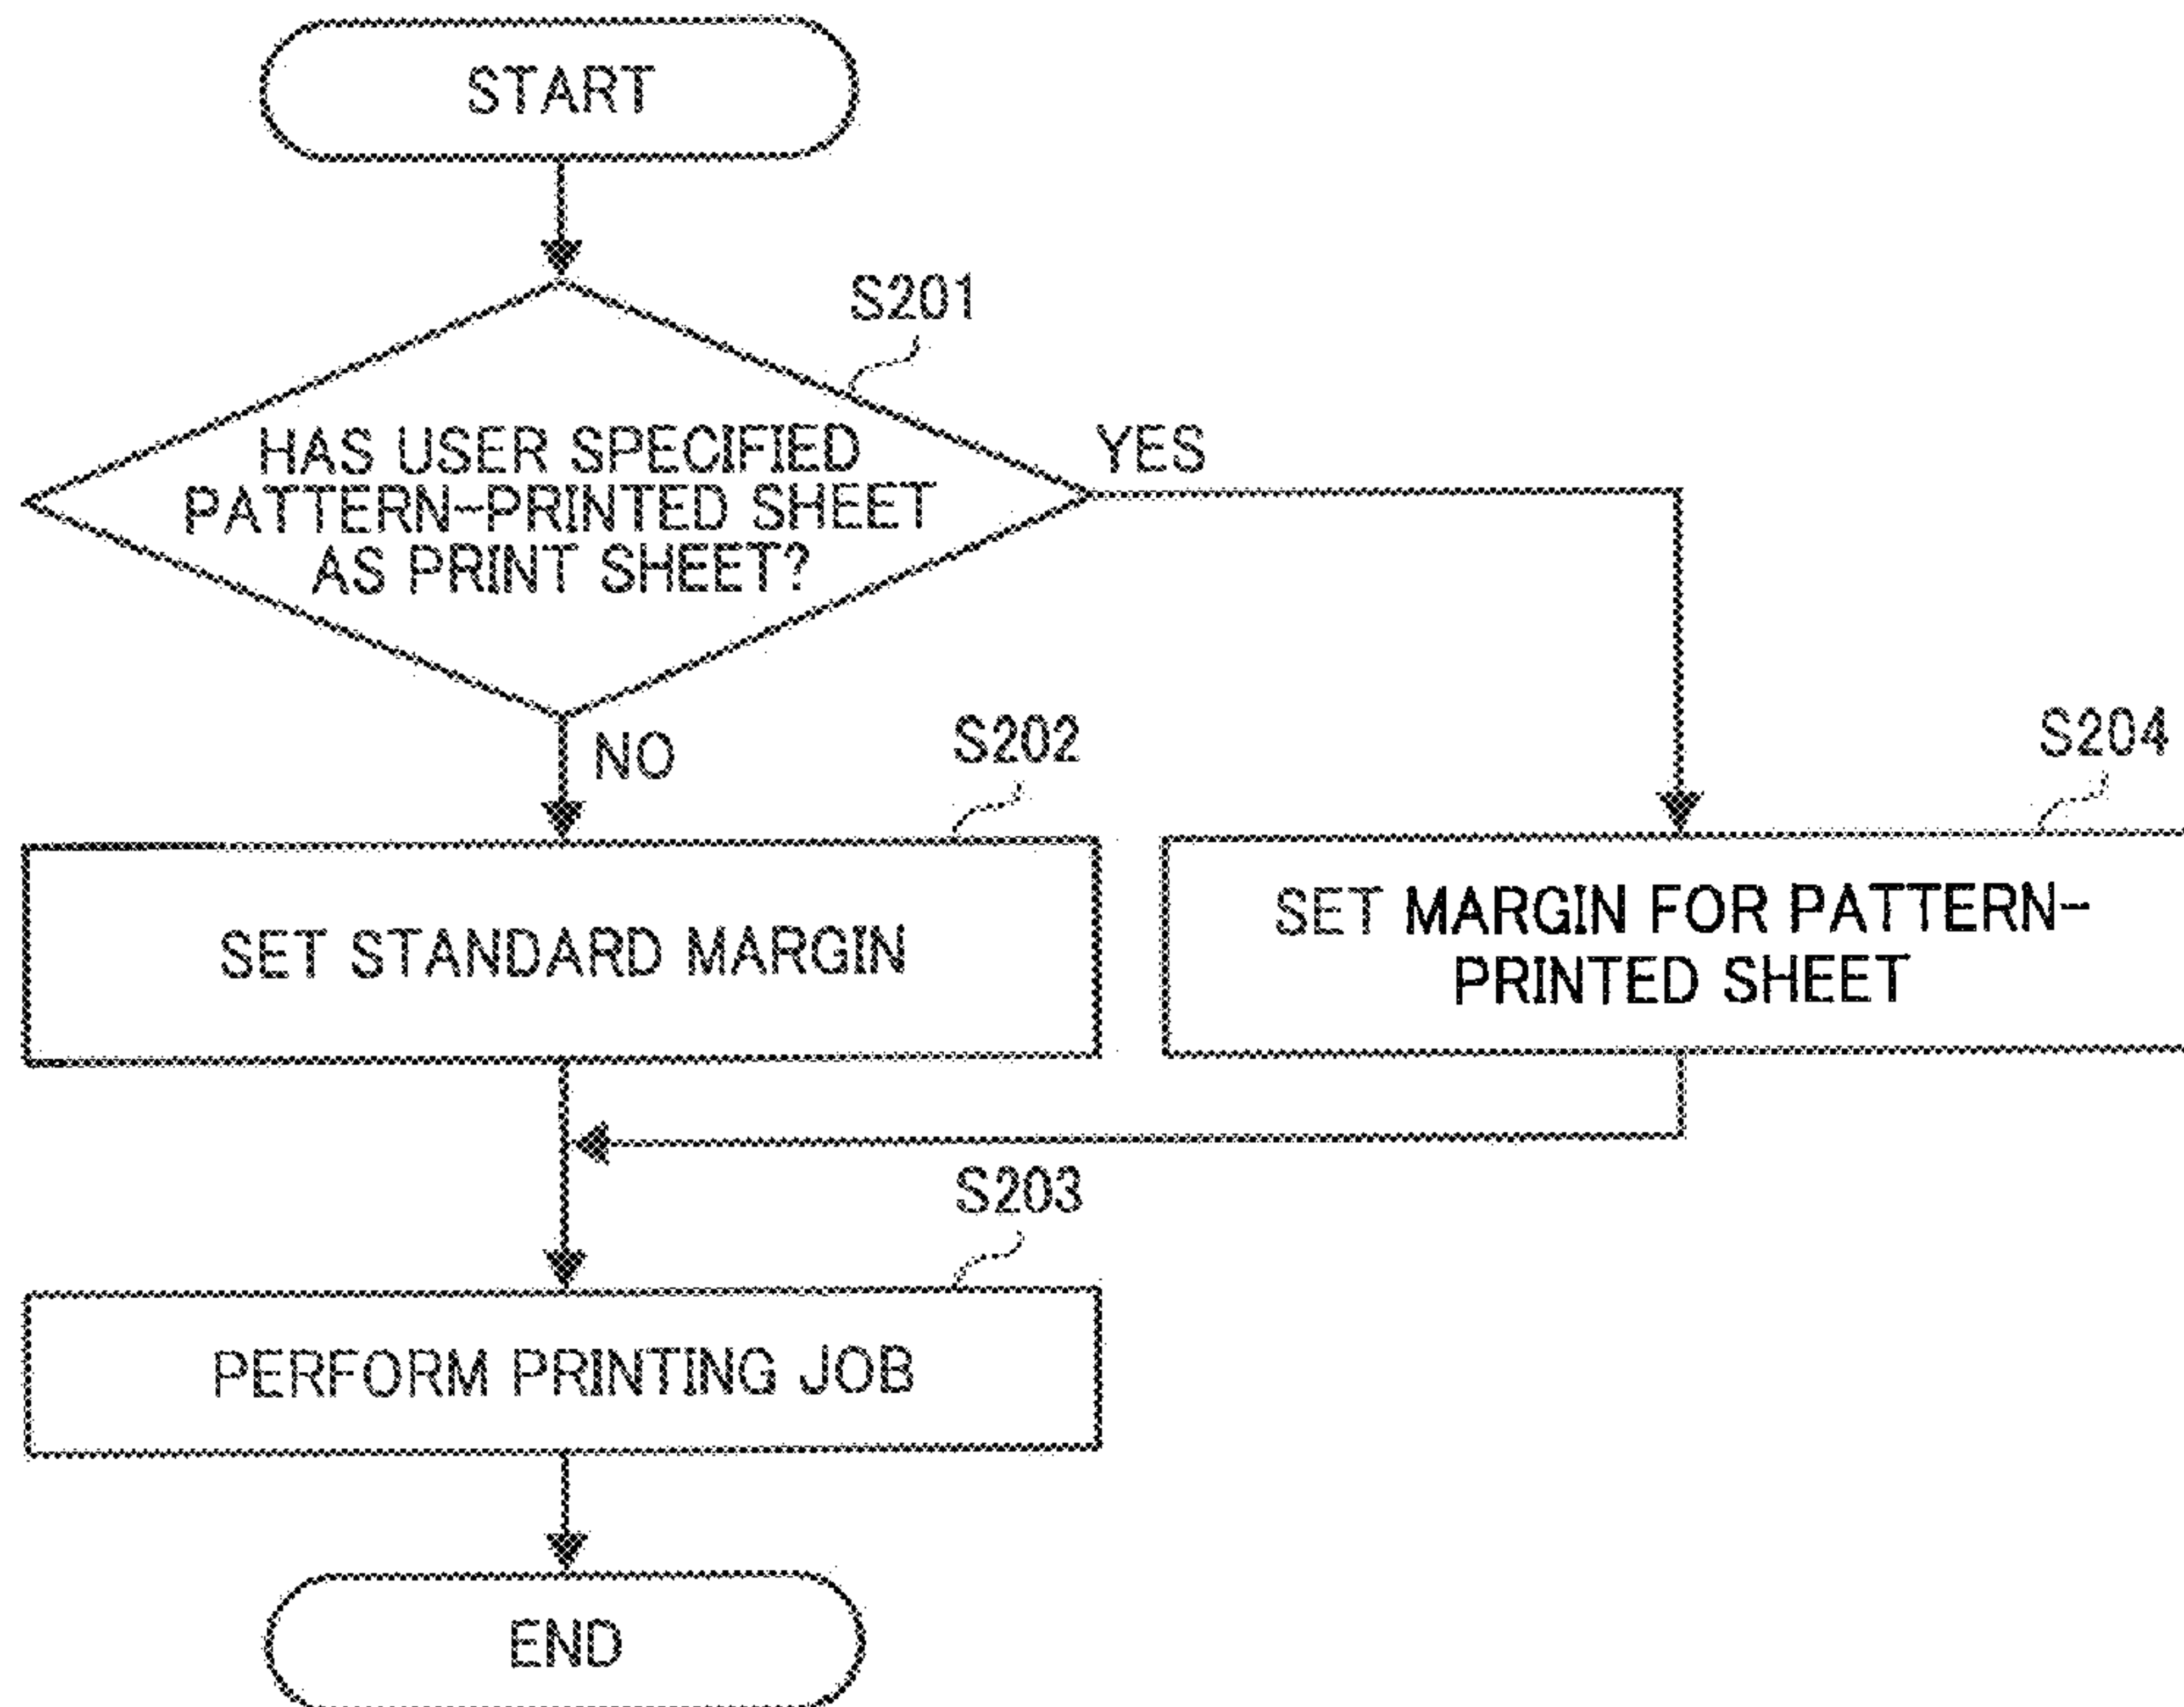 START
S201
HAS USER SPECIFIED
PATTERN-PRINTED SHEET
AS PRINT SHEET?
YES
NO
S202
S204
SET STANDARD MARGIN
SET MARGIN FOR PATTERN-
PRINTED SHEET
S203
PERFORM PRINTING JOB
END